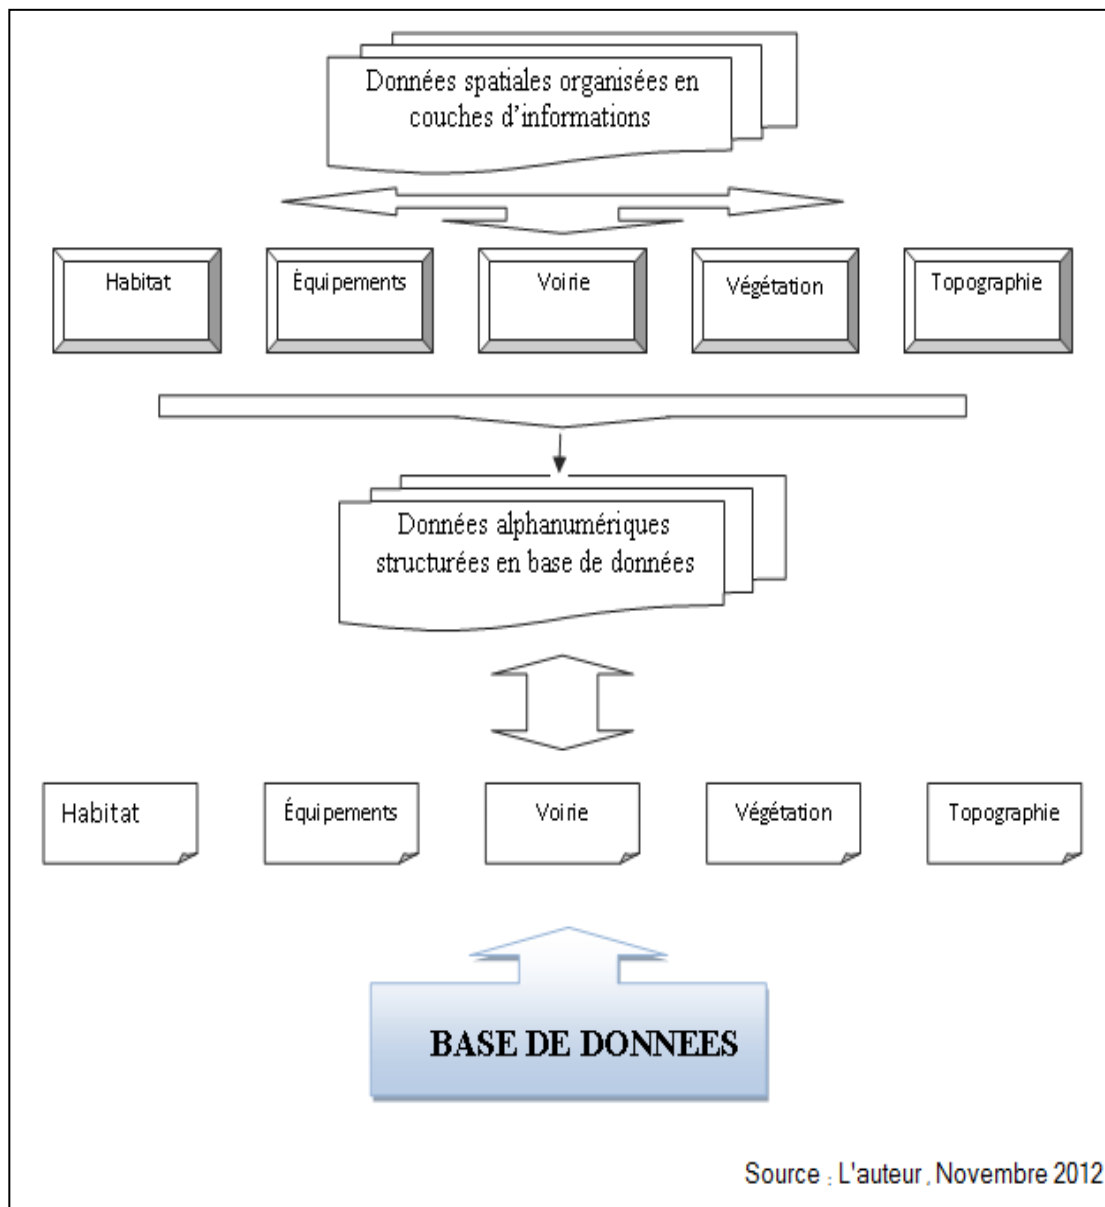 Données spatiales organisées en
couches d'informations
Habitat
Équipements
Voirie
Végétation
Topographie
Données alphanumériques
structurées en base de données
Habitat
Équipements
Voirie
Végétation
Topographie
BASE DE DONNEES
Source : L'auteur , Novembre 2012